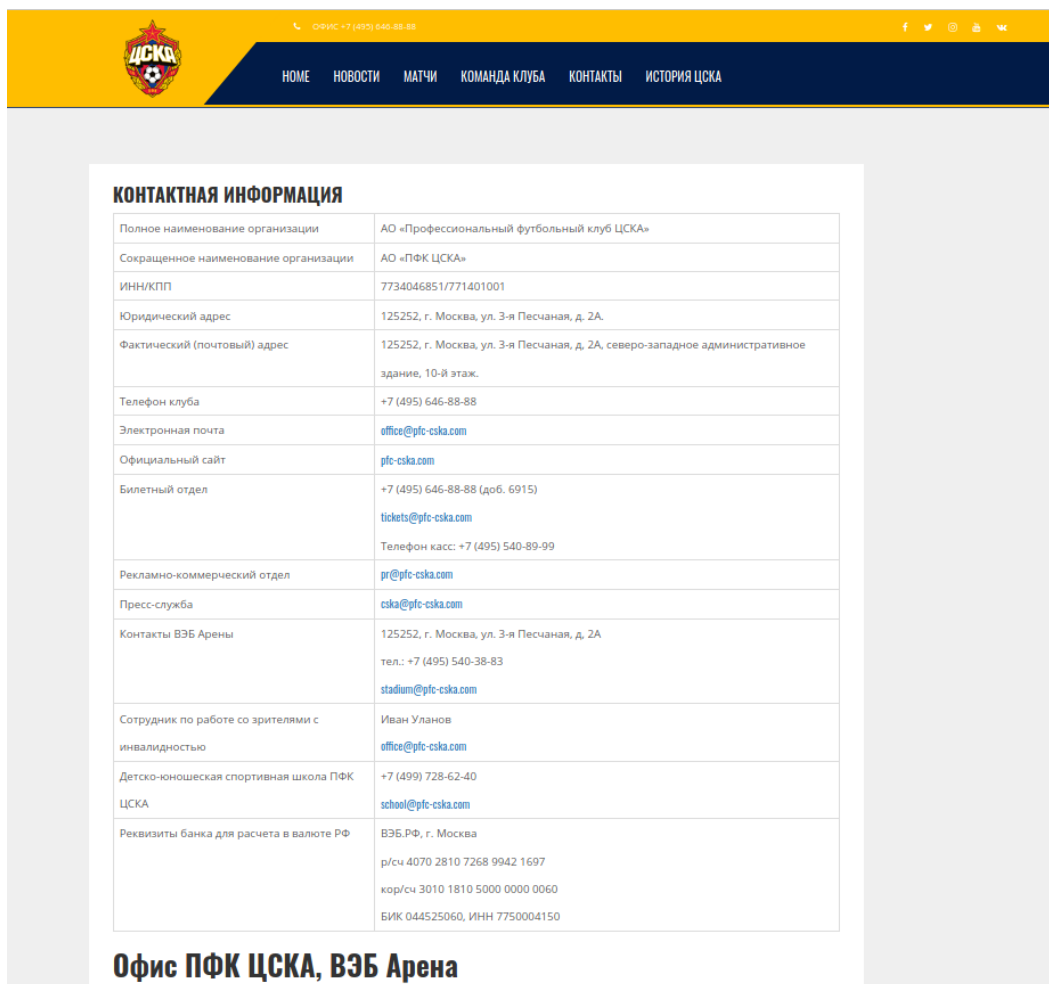 ОФИС +7 (495) 646-88-88
ЦСКА
HOME НОВОСТИ МАТЧИ КОМАНДА КЛУБА КОНТАКТЫ ИСТОРИЯ ЦСКА
КОНТАКТНАЯ ИНФОРМАЦИЯ
Полное наименование организации АО «Профессиональный футбольный клуб ЦСКА»
Сокращенное наименование организации АО «ПФК ЦСКА»
ИНН/КПП 7734046851/771401001
Юридический адрес 125252, г. Москва, ул. 3-я Песчаная, д. 2А.
Фактический (почтовый) адрес 125252, г. Москва, ул. 3-я Песчаная, д, 2А, северо-западное административное
здание, 10-й этаж.
Телефон клуба +7 (495) 646-88-88
Электронная почта office@pfc-cska.com
Официальный сайт pfc-cska.com
Билетный отдел +7 (495) 646-88-88 (доб. 6915)
tickets@pfc-cska.com
Телефон касс: +7 (495) 540-89-99
Рекламно-коммерческий отдел pr@pfc-cska.com
Пресс-служба cska@pfc-cska.com
Контакты ВЭБ Арены 125252, г. Москва, ул. 3-я Песчаная, д, 2А
тел.: +7 (495) 540-38-83
stadium@pfc-cska.com
Сотрудник по работе со зрителями с Иван Уланов
инвалидностью office@pfc-cska.com
Детско-юношеская спортивная школа ПФК +7 (499) 728-62-40
ЦСКА school@pfc-cska.com
Реквизиты банка для расчета в валюте РФ ВЭБ.РФ, г. Москва
р/сч 4070 2810 7268 9942 1697
кор/сч 3010 1810 5000 0000 0060
БИК 044525060, ИНН 7750004150
Офис ПФК ЦСКА, ВЭБ Арена